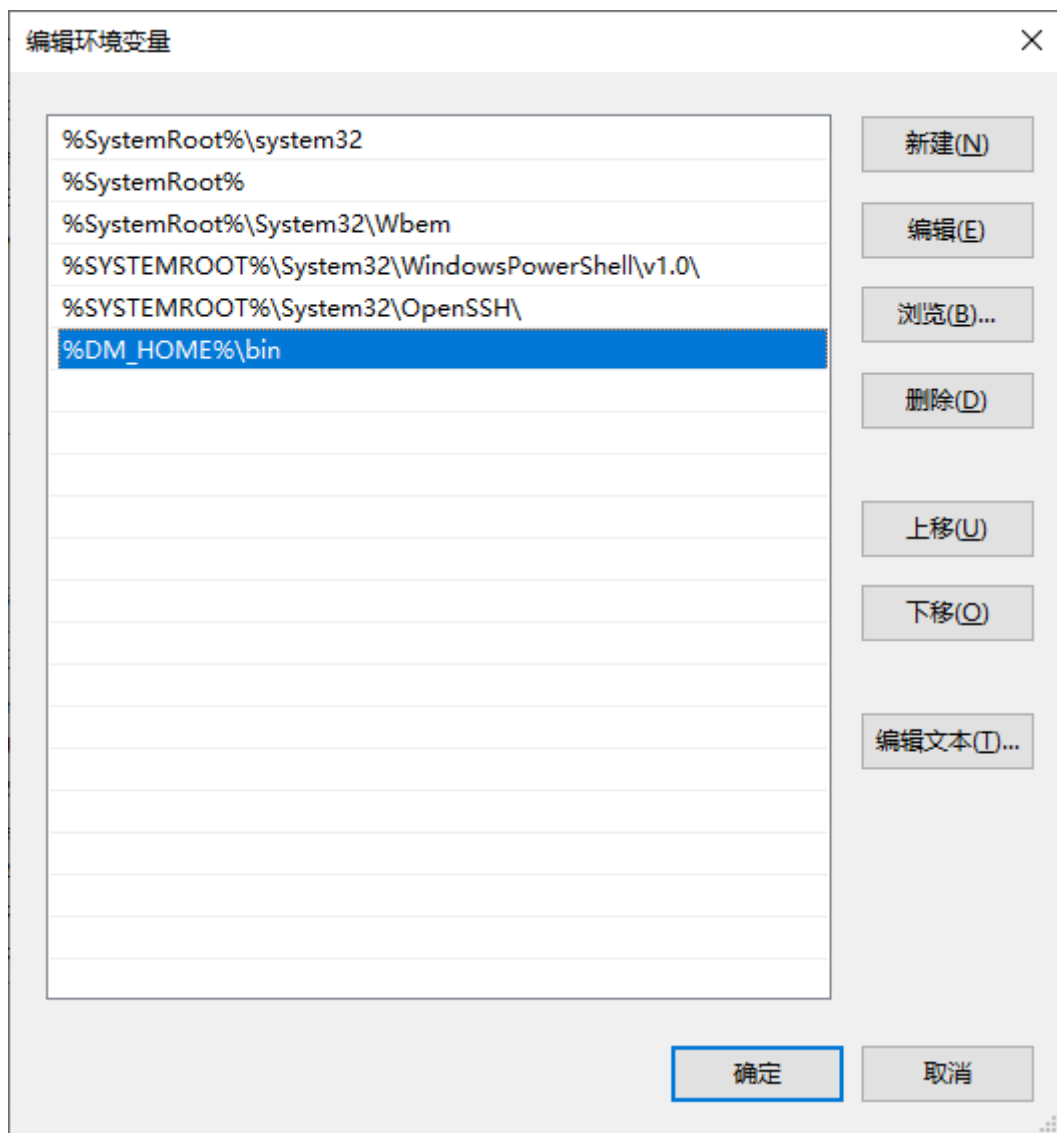 编辑环境变量
%SystemRoot%\system32
%SystemRoot%
%SystemRoot%\System32\Wbem
%SYSTEMROOT%\System32\WindowsPowerShell\v1.0\
%SYSTEMROOT%\System32\OpenSSH\
%DM_HOME%\bin
新建(N)
编辑(E)
浏览(B)...
删除(D)
上移(U)
下移(O)
编辑文本(T)...
确定
取消